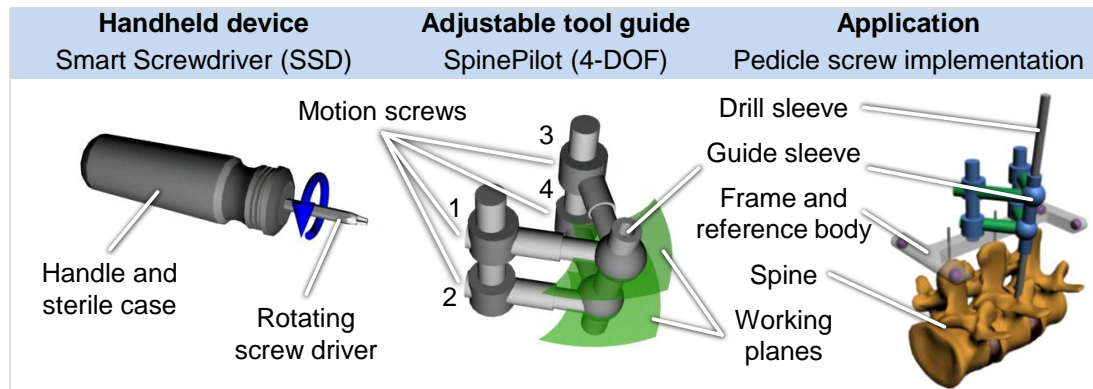 Handheld device
Smart Screwdriver (SSD)
Handle and
sterile case
Rotating
screw driver
Adjustable tool guide
SpinePilot (4-DOF)
Motion screws
3
4
1
2
Working
planes
Application
Pedicle screw implementation
Drill sleeve
Guide sleeve
Frame and
reference body
Spine